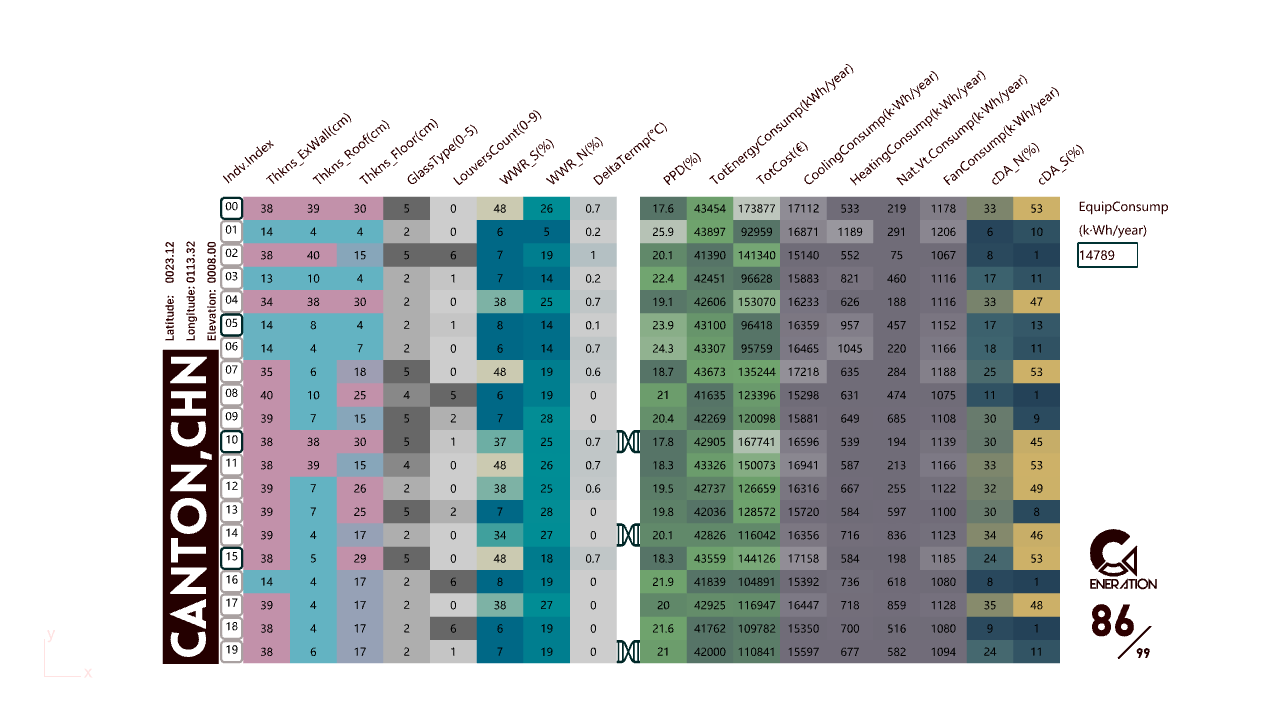 Indv.Index Thkns_ExWall(cm) Thkns_Roof(cm) Thkns_Floor(cm) GlassType(0-5) LouversCount(0-9) WWR_S(%) WWR_N(%) DeltaTermp(°C) PPD(%) TotEnergyConsump(kWh/year) TotCost(€) CoolingConsump(k·Wh/year) HeatingConsump(k·Wh/year) Nat.Vt.Consump(k·Wh/year) FanConsump(k·Wh/year) cDA_N(%) cDA_S(%)
00 38 39 30 5 0 48 26 0.7 17.6 43454 173877 17112 533 219 1178 33 53
01 14 4 4 2 0 6 5 0.2 25.9 43897 92959 16871 1189 291 1206 6 10
02 38 40 15 5 6 7 19 1 20.1 41390 141340 15140 552 75 1067 8 1
03 13 10 4 2 1 7 14 0.2 22.4 42451 96628 15883 821 460 1116 17 11
04 34 38 30 2 0 38 25 0.7 19.1 42606 153070 16233 626 188 1116 33 47
05 14 8 4 2 1 8 14 0.1 23.9 43100 96418 16359 957 457 1152 17 13
06 14 4 7 2 0 6 14 0.7 24.3 43307 95759 16465 1045 220 1166 18 11
07 35 6 18 5 0 48 19 0.6 18.7 43673 135244 17218 635 284 1188 25 53
08 40 10 25 4 5 6 19 0 21 41635 123396 15298 631 474 1075 11 1
09 39 7 15 5 2 7 28 0 20.4 42269 120098 15881 649 685 1108 30 9
10 38 38 30 5 1 37 25 0.7 17.8 42905 167741 16596 539 194 1139 30 45
11 38 39 15 4 0 48 26 0.7 18.3 43326 150073 16941 587 213 1166 33 53
12 39 7 26 2 0 38 25 0.6 19.5 42737 126659 16316 667 255 1122 32 49
13 39 7 25 5 2 7 28 0 19.8 42036 128572 15720 584 597 1100 30 8
14 39 4 17 2 0 34 27 0 20.1 42826 116042 16356 716 836 1123 34 46
15 38 5 29 5 0 48 18 0.7 18.3 43559 144126 17158 584 198 1185 24 53
16 14 4 17 2 6 8 19 0 21.9 41839 104891 15392 736 618 1080 8 1
17 39 4 17 2 0 38 27 0 20 42925 116947 16447 718 859 1128 35 48
18 38 4 17 2 6 6 19 0 21.6 41762 109782 15350 700 516 1080 9 1
19 38 6 17 2 1 7 19 0 21 42000 110841 15597 677 582 1094 24 11
Latitude: 0023.12
Longitude: 0113.32
Elevation: 0008.00
CANTON,CHN
EquipConsump
(k·Wh/year)
14789
ENERATION
86/99
y
x